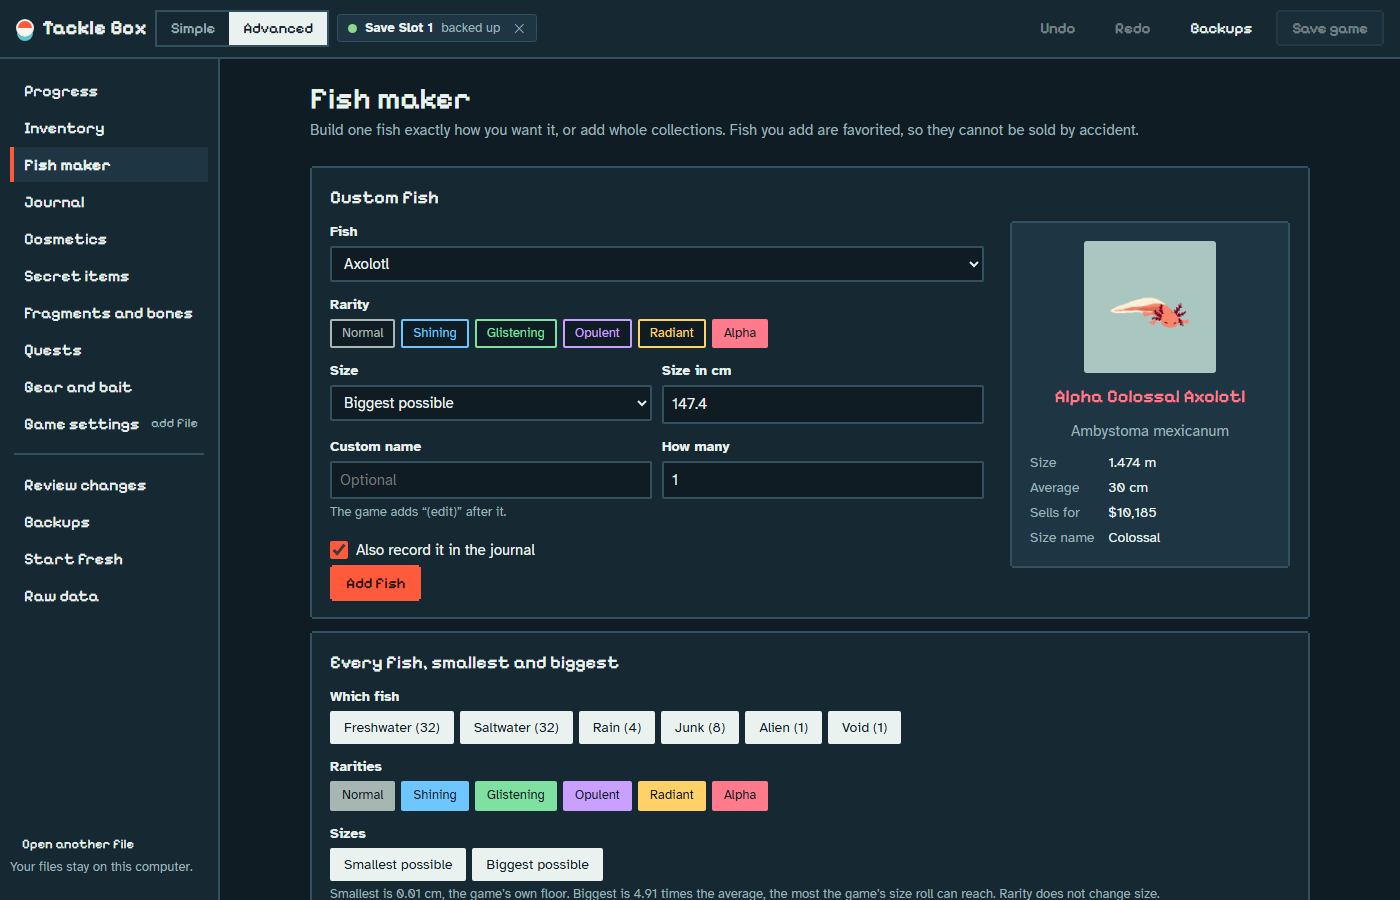 Tackle Box
Simple
Advanced
Save Slot 1 backed up
Undo
Redo
Backups
Save game
Progress
Inventory
Fish maker
Journal
Cosmetics
Secret items
Fragments and bones
Quests
Gear and bait
Game settings add file
Review changes
Backups
Start fresh
Raw data
Open another file
Your files stay on this computer.
Fish maker
Build one fish exactly how you want it, or add whole collections. Fish you add are favorited, so they cannot be sold by accident.
Custom fish
Fish
Axolotl
Rarity
Normal
Shining
Glistening
Opulent
Radiant
Alpha
Size
Size in cm
Biggest possible
147.4
Custom name
How many
Optional
1
The game adds “(edit)” after it.
Also record it in the journal
Add fish
Alpha Colossal Axolotl
Ambystoma mexicanum
Size 1.474 m
Average 30 cm
Sells for $10,185
Size name Colossal
Every fish, smallest and biggest
Which fish
Freshwater (32)
Saltwater (32)
Rain (4)
Junk (8)
Alien (1)
Void (1)
Rarities
Normal
Shining
Glistening
Opulent
Radiant
Alpha
Sizes
Smallest possible
Biggest possible
Smallest is 0.01 cm, the game's own floor. Biggest is 4.91 times the average, the most the game's size roll can reach. Rarity does not change size.